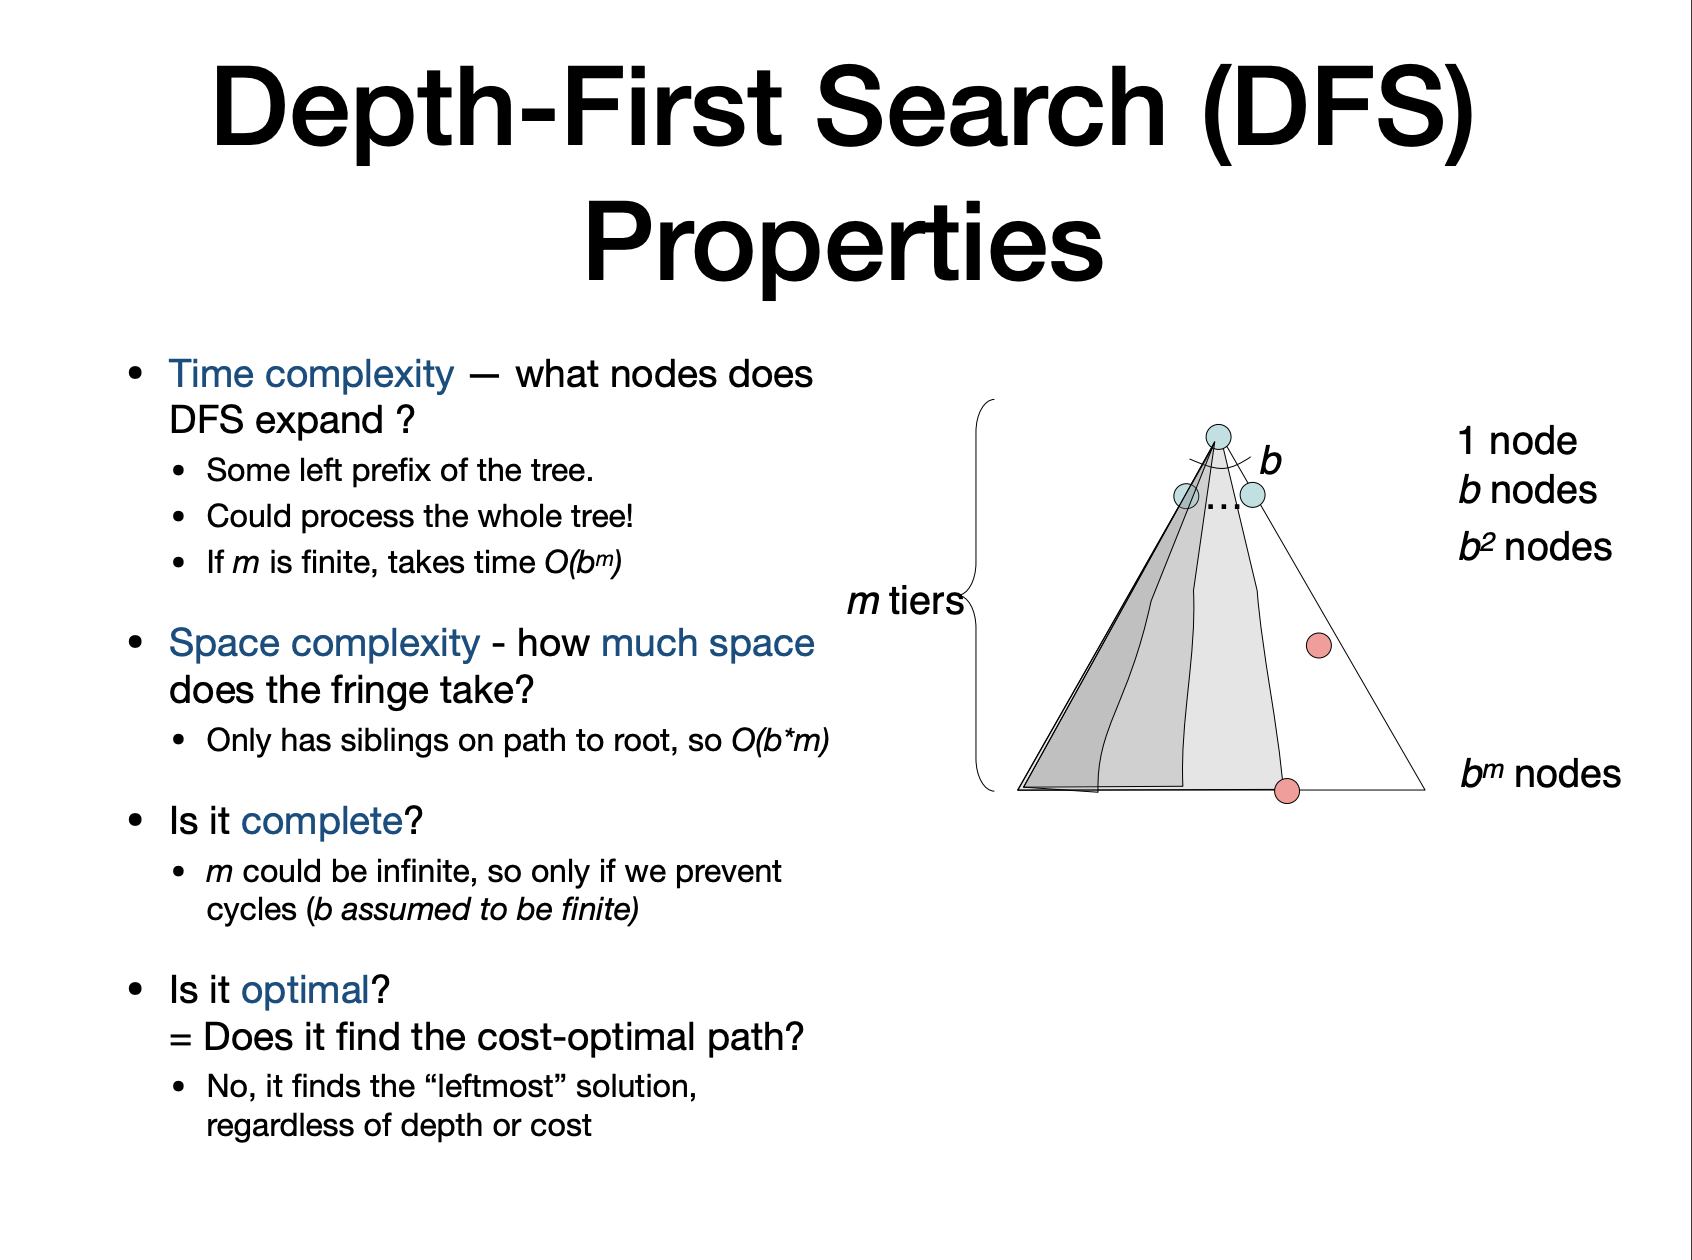 Depth-First Search (DFS)
Properties
• Time complexity — what nodes does
DFS expand ?
• Some left prefix of the tree.
• Could process the whole tree!
• If m is finite, takes time O(bᵐ)
• Space complexity - how much space
does the fringe take?
• Only has siblings on path to root, so O(b*m)
• Is it complete?
• m could be infinite, so only if we prevent
cycles (b assumed to be finite)
• Is it optimal?
= Does it find the cost-optimal path?
• No, it finds the “leftmost” solution,
regardless of depth or cost
m tiers
b
...
1 node
b nodes
b² nodes
bᵐ nodes